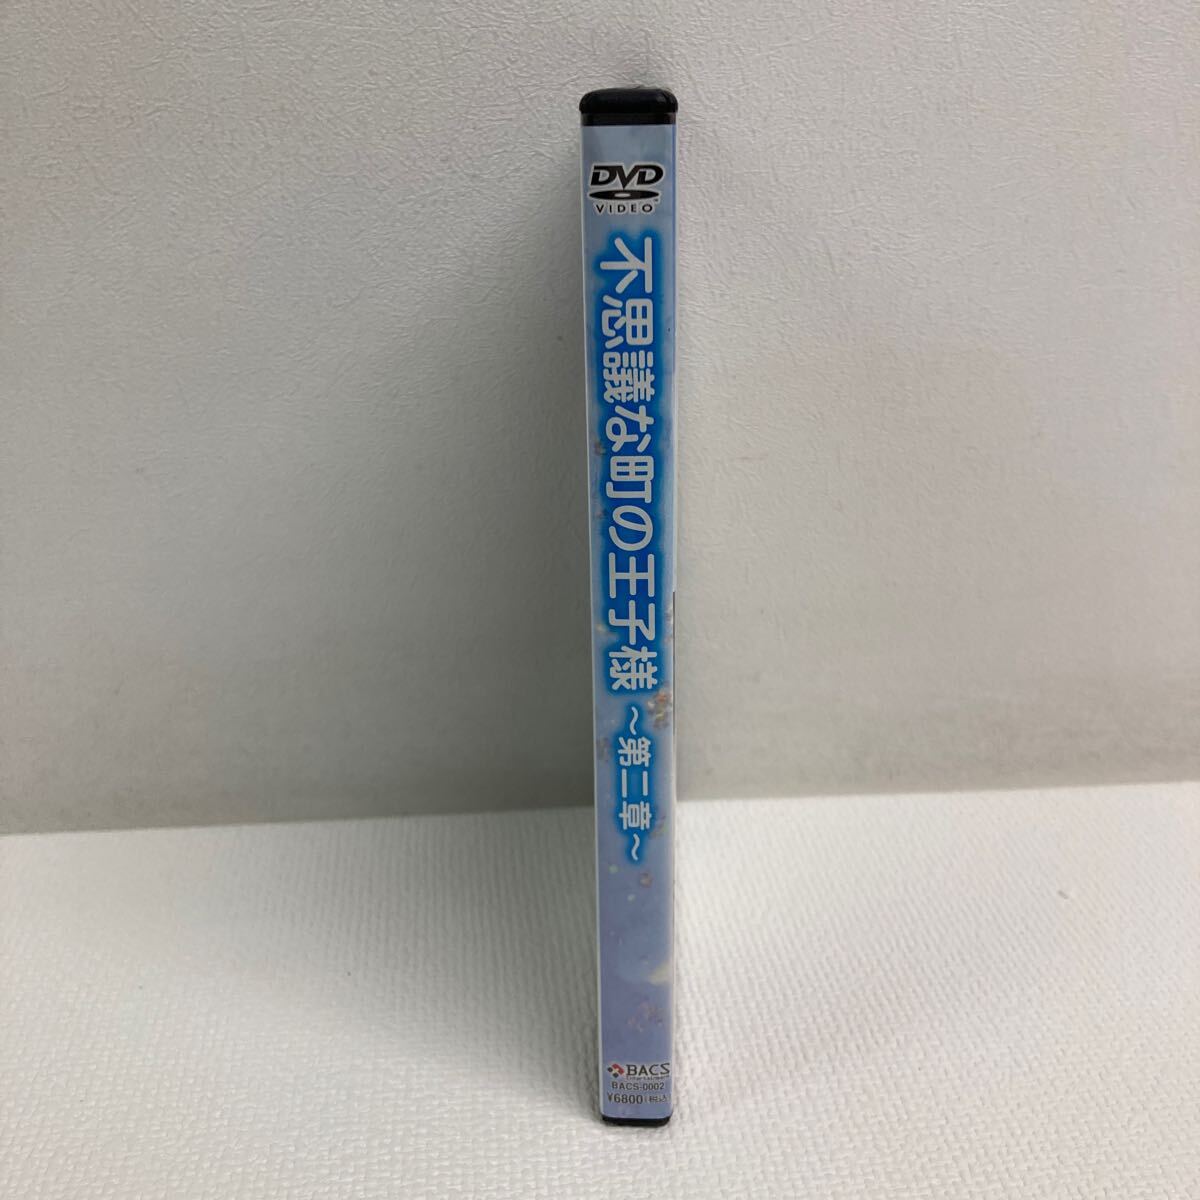 DVD
VIDEO
不思議な町の王子様 ～第二章～
BACS
Entertainment
BACS-0002
¥6800(税込)